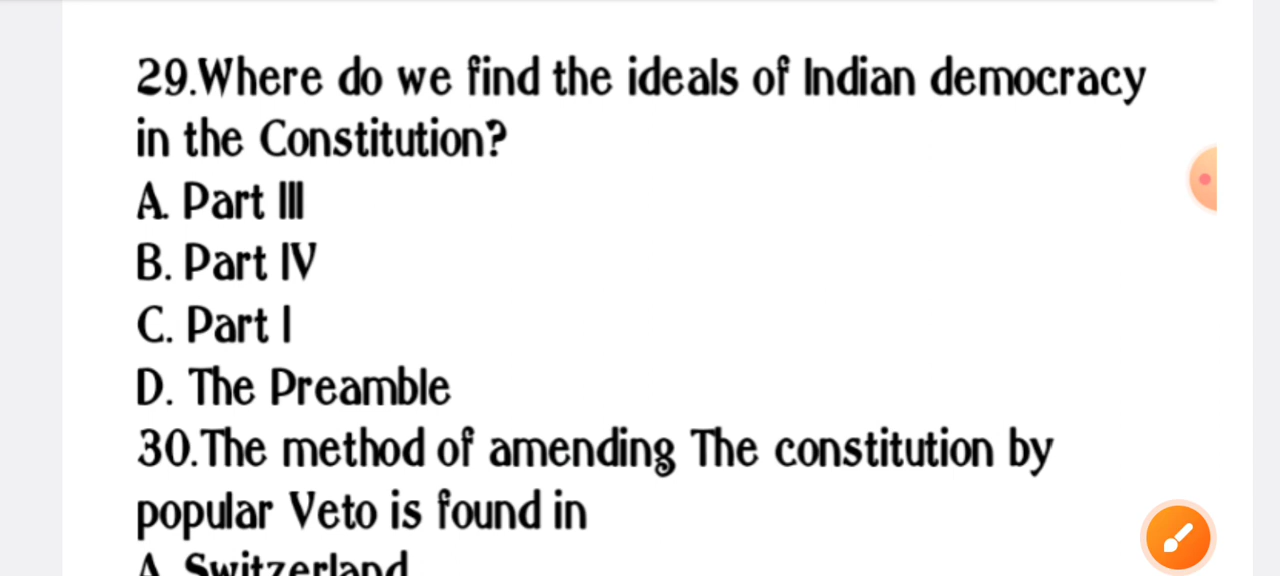 29.Where do we find the ideals of Indian democracy
in the Constitution?
A. Part III
B. Part IV
C. Part I
D. The Preamble
30.The method of amending The constitution by
popular Veto is found in
A. Switzerland